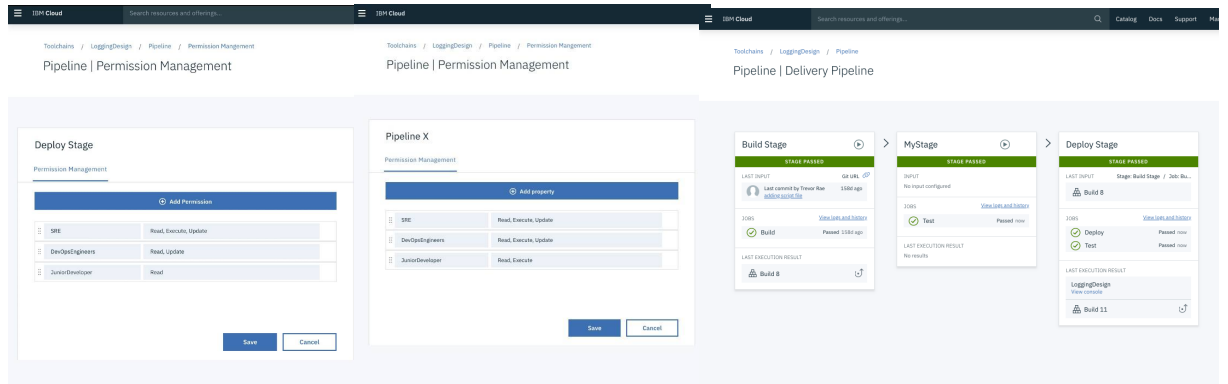 IBM Cloud
Search resources and offerings...
Toolchains / LoggingDesign / Pipeline / Permission Mangement
Pipeline | Permission Management
Deploy Stage
Permission Management
Add Permission
SRE Read, Execute, Update
DevOpsEngineers Read, Update
JuniorDeveloper Read
Save Cancel
IBM Cloud
Toolchains / LoggingDesign / Pipeline / Permission Mangement
Pipeline | Permission Management
Pipeline X
Permission Management
Add property
SRE Read, Execute, Update
DevOpsEngineers Read, Execute, Update
JuniorDeveloper Read, Execute
Save Cancel
IBM Cloud
Search resources and offerings...
Catalog Docs Support Ma
Toolchains / LoggingDesign / Pipeline
Pipeline | Delivery Pipeline
Build Stage
STAGE PASSED
LAST INPUT Git URL
Last commit by Trevor Rae 158d ago
adding script file
JOBS View logs and history
Build Passed 158d ago
LAST EXECUTION RESULT
Build 8
MyStage
STAGE PASSED
INPUT
No input configured
JOBS View logs and history
Test Passed now
LAST EXECUTION RESULT
No results
Deploy Stage
STAGE PASSED
LAST INPUT Stage: Build Stage / Job: Bu...
Build 8
JOBS View logs and history
Deploy Passed now
Test Passed now
LAST EXECUTION RESULT
LoggingDesign
View console
Build 11